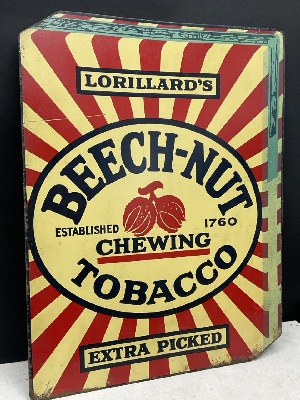 LORILLARD'S
BEECH-NUT
ESTABLISHED 1760
CHEWING
TOBACCO
EXTRA PICKED